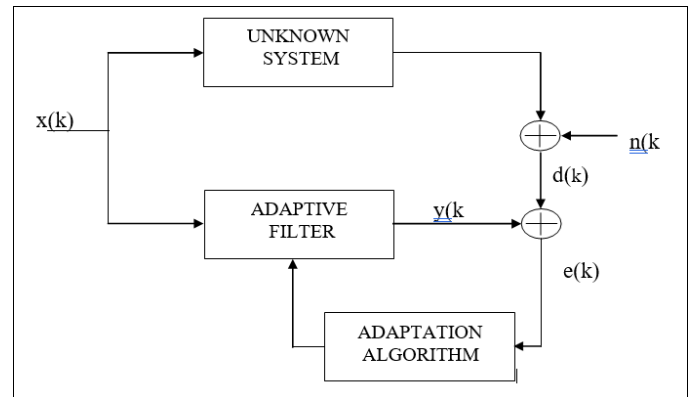 UNKNOWN
SYSTEM
x(k)
n(k
d(k)
ADAPTIVE
FILTER
y(k
e(k)
ADAPTATION
ALGORITHM